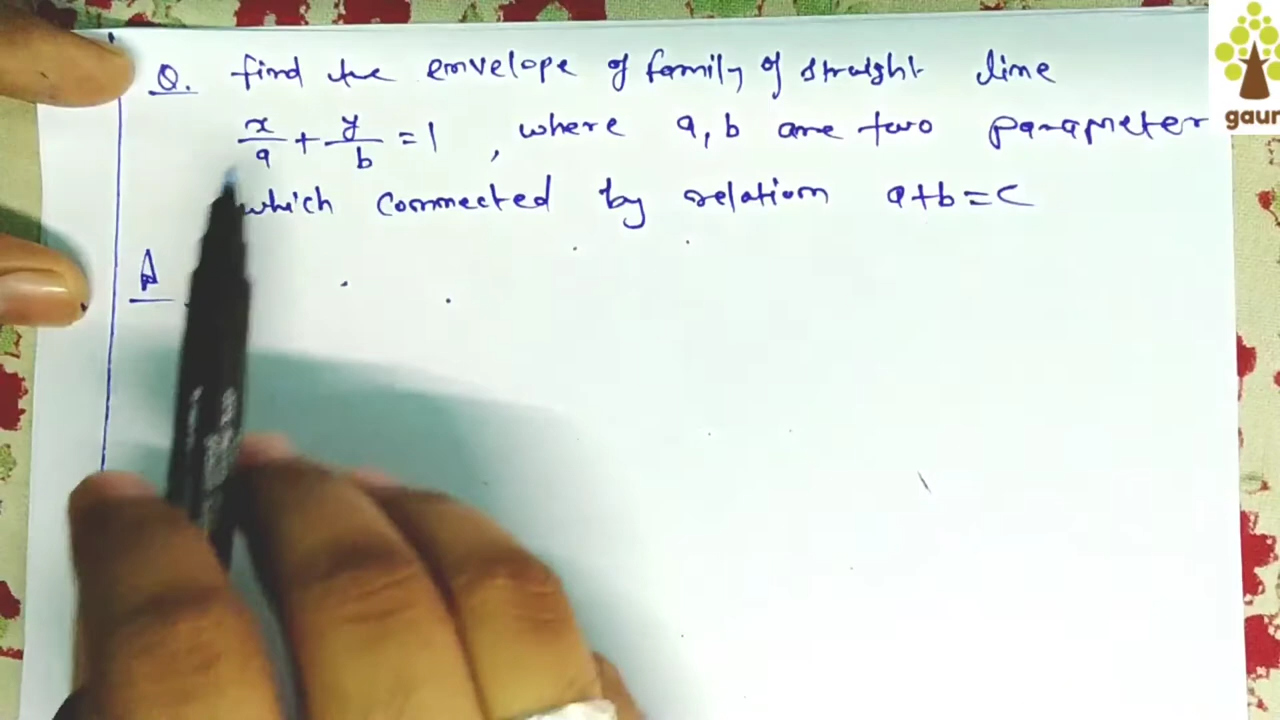 Q. find the envelope of family of straight line
x/a + y/b = 1, where a, b are two parameter
which connected by relation a+b=c
A
gaur